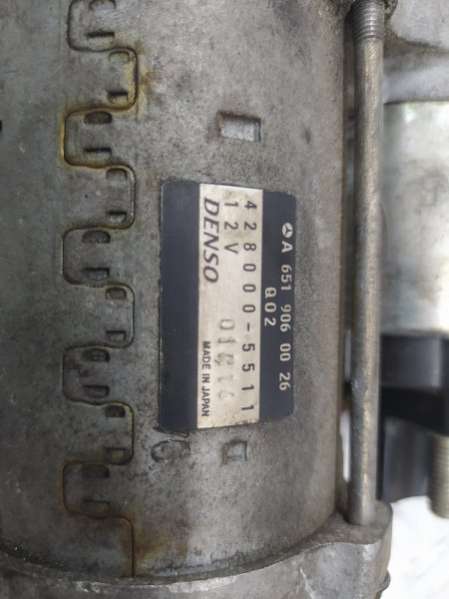 A 651 906 00 26
Q02
428000-5511
12V
DENSO
MADE IN JAPAN